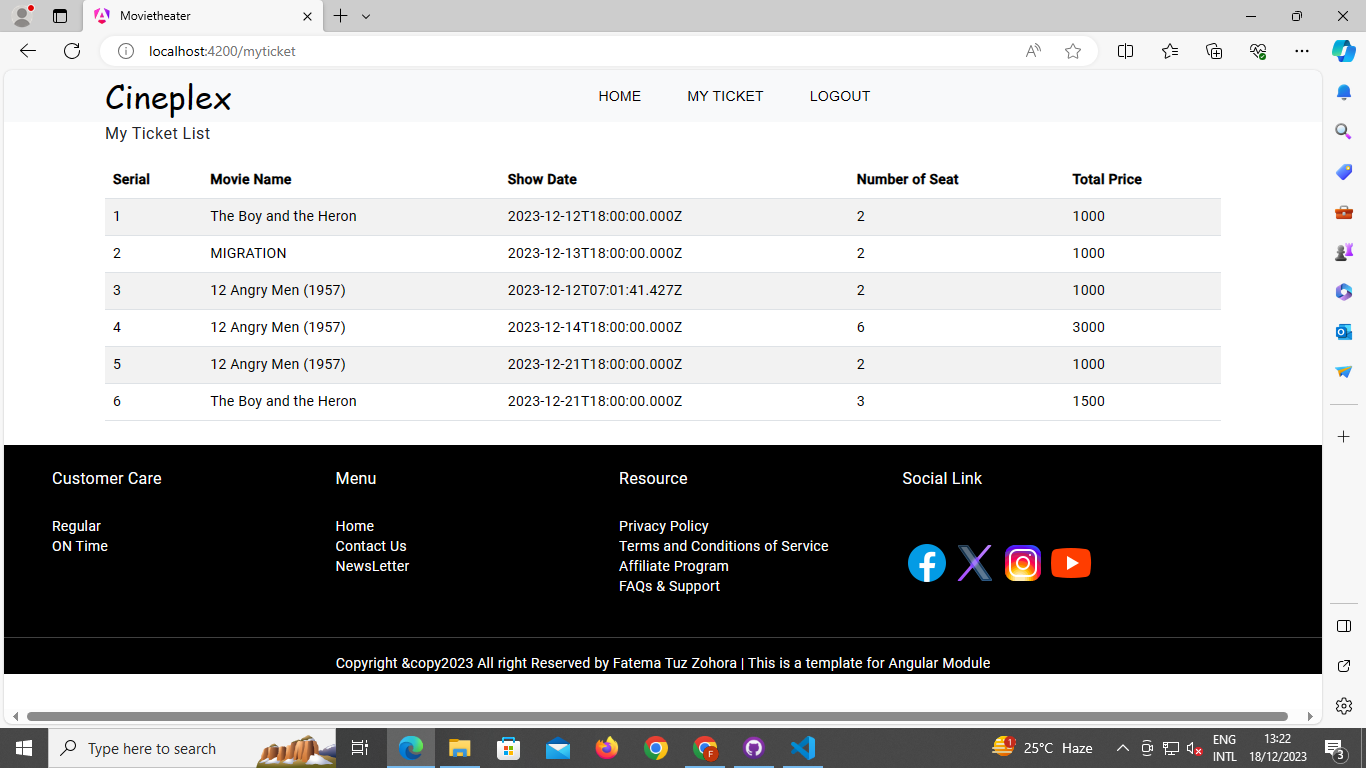 Movietheater
localhost:4200/myticket
Cineplex HOME MY TICKET LOGOUT
My Ticket List
Serial Movie Name Show Date Number of Seat Total Price
1 The Boy and the Heron 2023-12-12T18:00:00.000Z 2 1000
2 MIGRATION 2023-12-13T18:00:00.000Z 2 1000
3 12 Angry Men (1957) 2023-12-12T07:01:41.427Z 2 1000
4 12 Angry Men (1957) 2023-12-14T18:00:00.000Z 6 3000
5 12 Angry Men (1957) 2023-12-21T18:00:00.000Z 2 1000
6 The Boy and the Heron 2023-12-21T18:00:00.000Z 3 1500
Customer Care Menu Resource Social Link
Regular Home Privacy Policy
ON Time Contact Us Terms and Conditions of Service
NewsLetter Affiliate Program
FAQs & Support
Copyright &copy2023 All right Reserved by Fatema Tuz Zohora | This is a template for Angular Module
Type here to search 1 25°C Haze ENG 13:22
INTL 18/12/2023 3